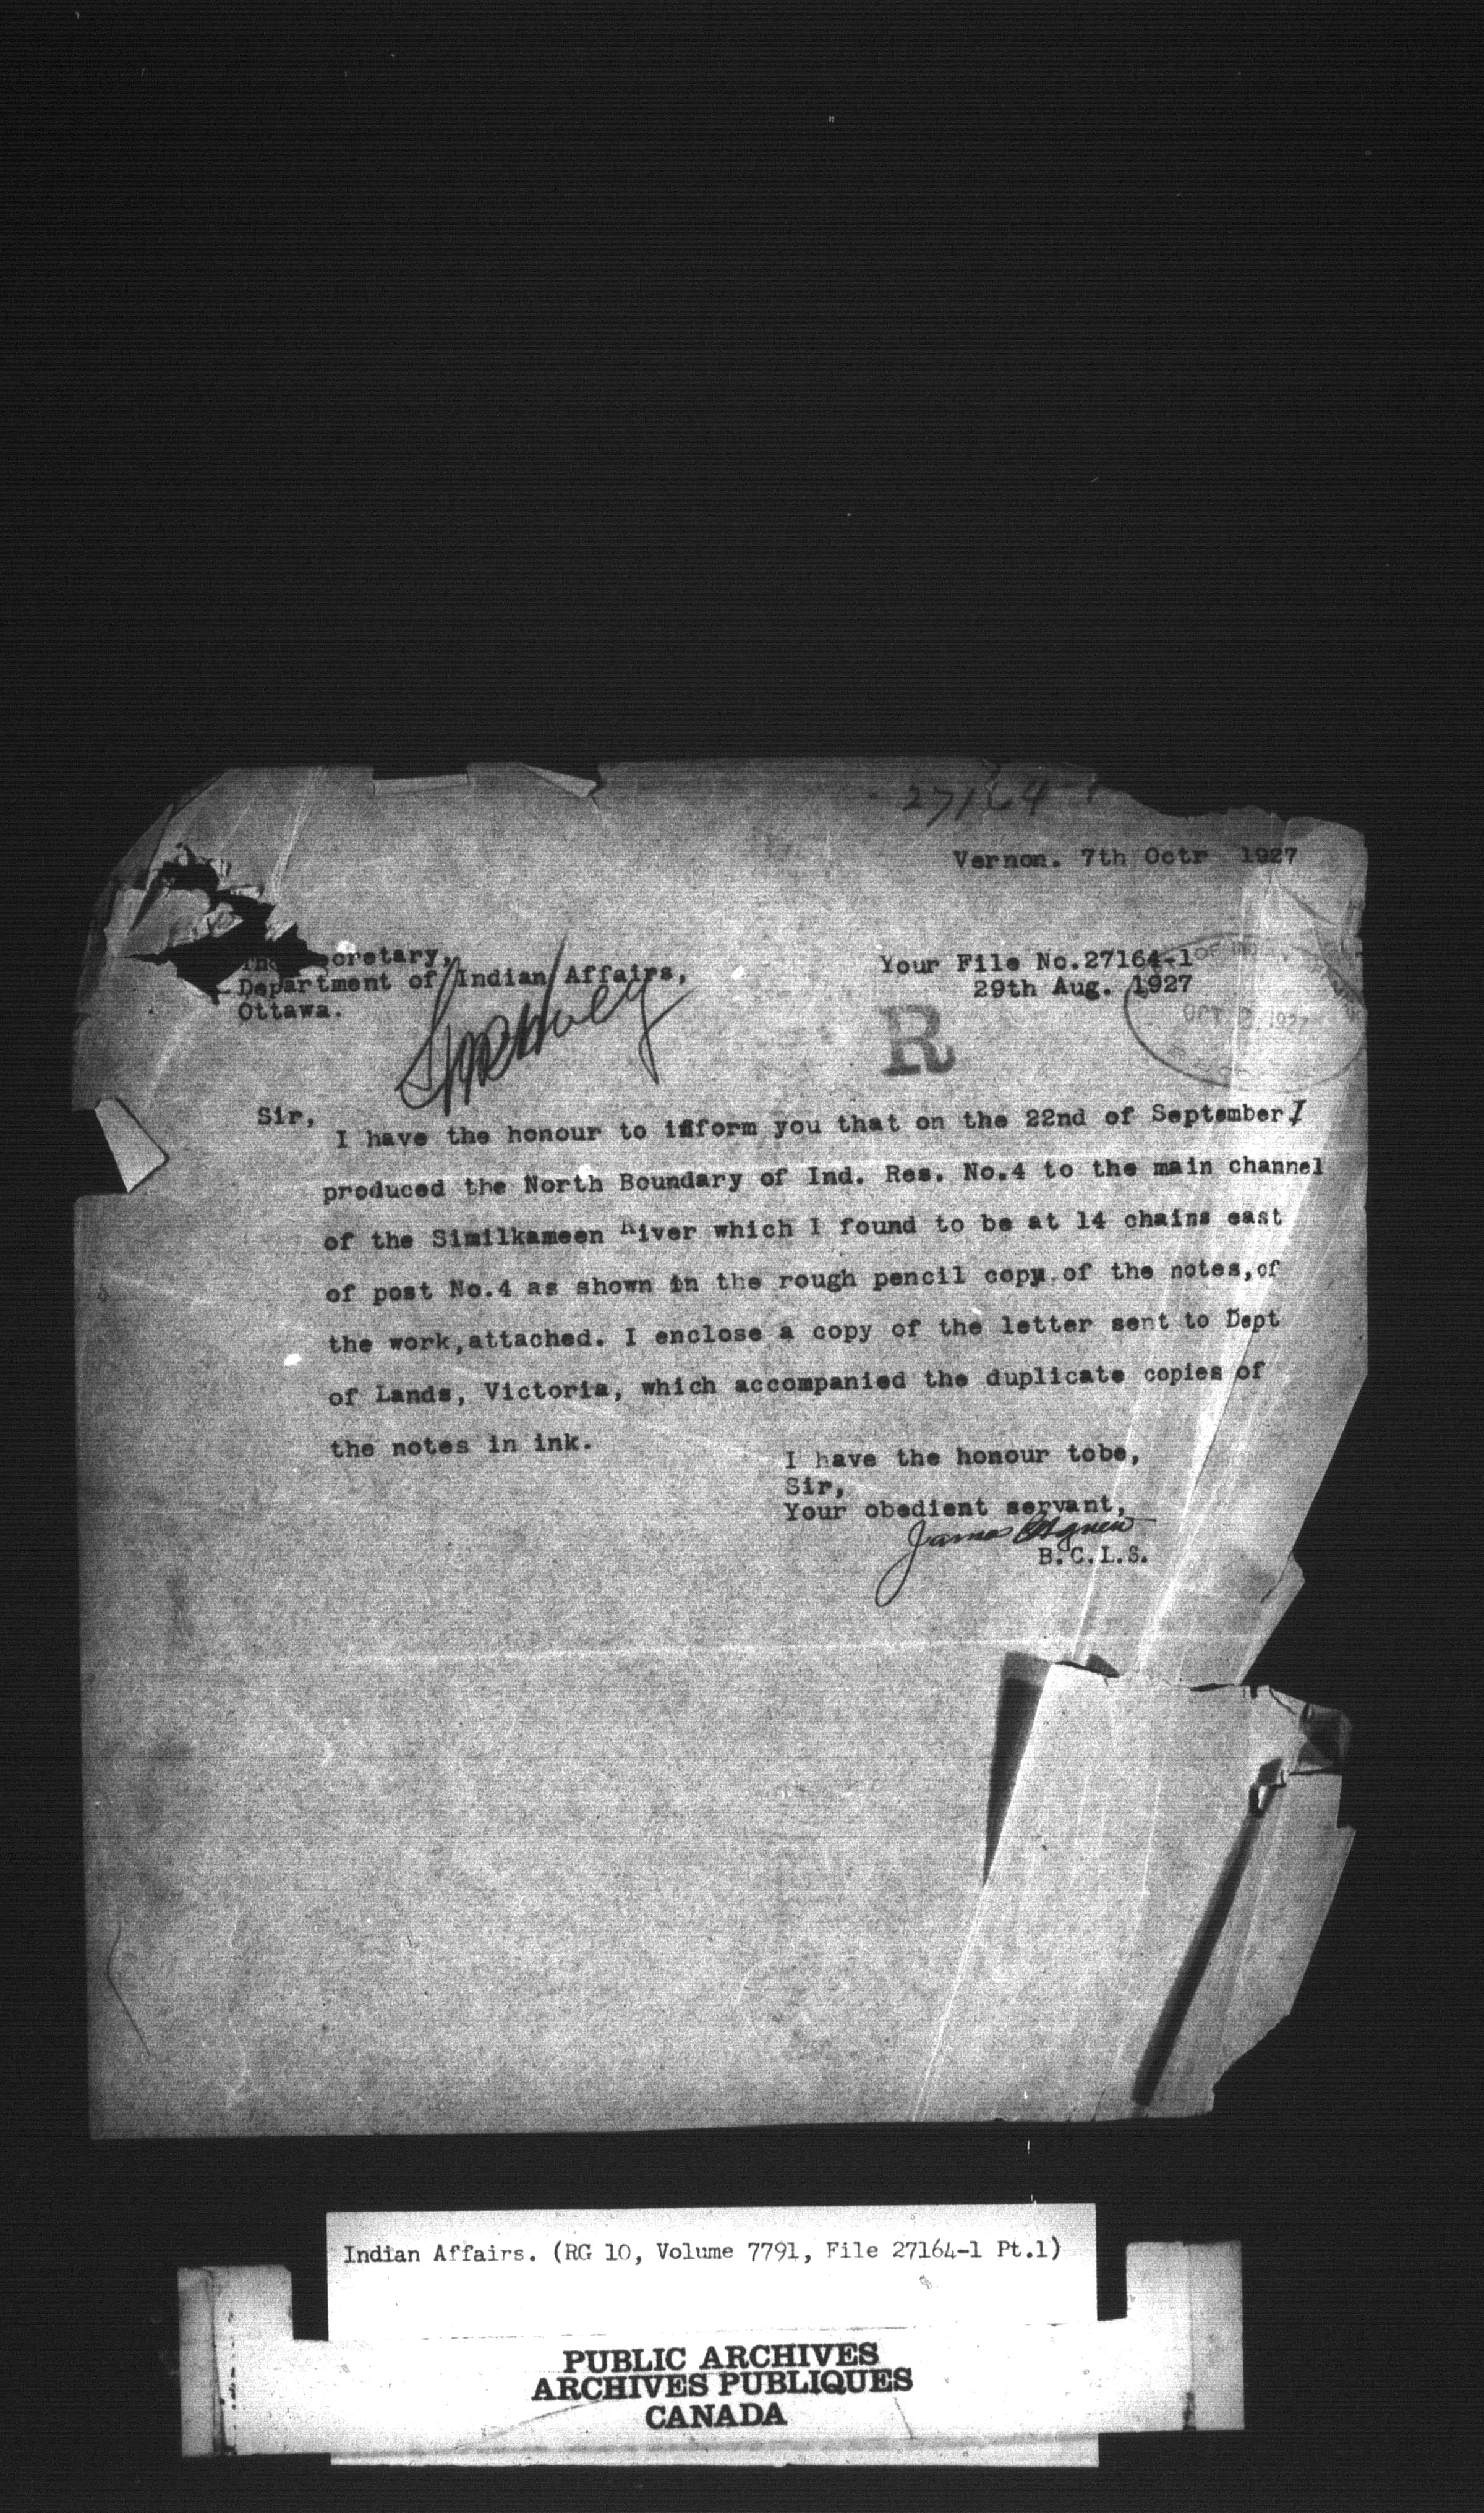 27164-1
Vernon. 7th Octr 1927
The Secretary,
Department of Indian Affairs,
Ottawa.
Your File No.27164-1
29th Aug. 1927
OF INDIAN
OCT 1927
R
Sir,
I have the honour to inform you that on the 22nd of September I
produced the North Boundary of Ind. Res. No.4 to the main channel
of the Similkameen River which I found to be at 14 chains east
of post No.4 as shown in the rough pencil copy of the notes,of
the work,attached. I enclose a copy of the letter sent to Dept
of Lands, Victoria, which accompanied the duplicate copies of
the notes in ink.
I have the honour tobe,
Sir,
Your obedient servant,
James Agnew
B.C.L.S.
Indian Affairs. (RG 10, Volume 7791, File 27164-1 Pt.1)
PUBLIC ARCHIVES
ARCHIVES PUBLIQUES
CANADA